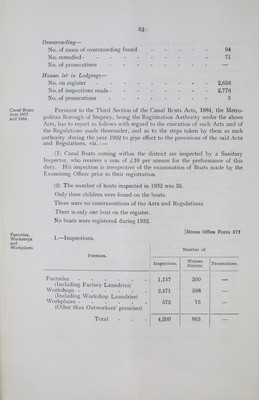 62
Overcrowding—
No. of cases of overcrowding found - - - - 94
No. remedied - - - - - - - - 71
No. of prosecutions - - - - - - - —
Houses let in Lodgings—
No. on register - - - - - - - 2,659
No. of inspections made - - - - - - 2,778
No. of prosecutions - - - - - - - 3
Canal Boats
Acts 1877
and 1884.
Pursuant to the Third Section of the Canal Boats Acts, 1884, the Metro-
politan Borough of Stepney, being the Registration Authority under the above
Acts, has to report as follows with regard to the execution of such Acts and of
the Regulations made thereunder, and as to the steps taken by them as such
authority during the year 1932 to give effect to the provisions of the said Acts
and Regulations, viz. :—
(1) Canal Boats coming within the district are inspected by a Sanitary
Inspector, who receives a sum of £10 per annum for the performance of this
duty. His inspection is irrespective of the examination of Boats made by the
Examining Officer prior to their registration.
(2) The number of boats inspected in 1932 was 35.
Only three children were found on the boats.
There were no contraventions of the Acts and Regulations.
There is only one boat on the register.
No boats were registered during 1932.
Factories,
Workshops
and
Workplaces
[Home Office Form 572
1.—Inspections.
Premises.
Number of
Inspections.
Written
Notices.
Prosecutions.
Factories - - - - - 1,157 200 —
(Including Factory Laundries)
Workshops - - - - - 2,471 588 —
(Including Workshop Laundries)
Workplaces - - - - - 572 75 —
(Other than Outworkers' premises)
Total - - - 4,200 863 —